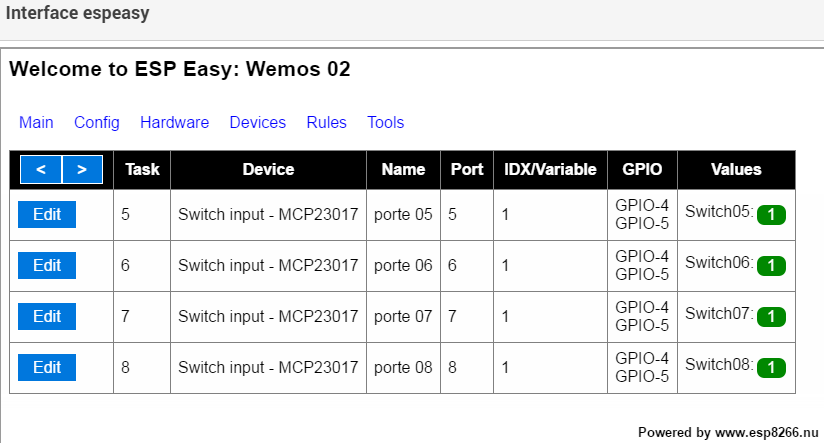 Interface espeasy
Welcome to ESP Easy: Wemos 02
Main Config Hardware Devices Rules Tools
< > Task Device Name Port IDX/Variable GPIO Values
Edit 5 Switch input - MCP23017 porte 05 5 1 GPIO-4 GPIO-5 Switch05: 1
Edit 6 Switch input - MCP23017 porte 06 6 1 GPIO-4 GPIO-5 Switch06: 1
Edit 7 Switch input - MCP23017 porte 07 7 1 GPIO-4 GPIO-5 Switch07: 1
Edit 8 Switch input - MCP23017 porte 08 8 1 GPIO-4 GPIO-5 Switch08: 1
Powered by www.esp8266.nu